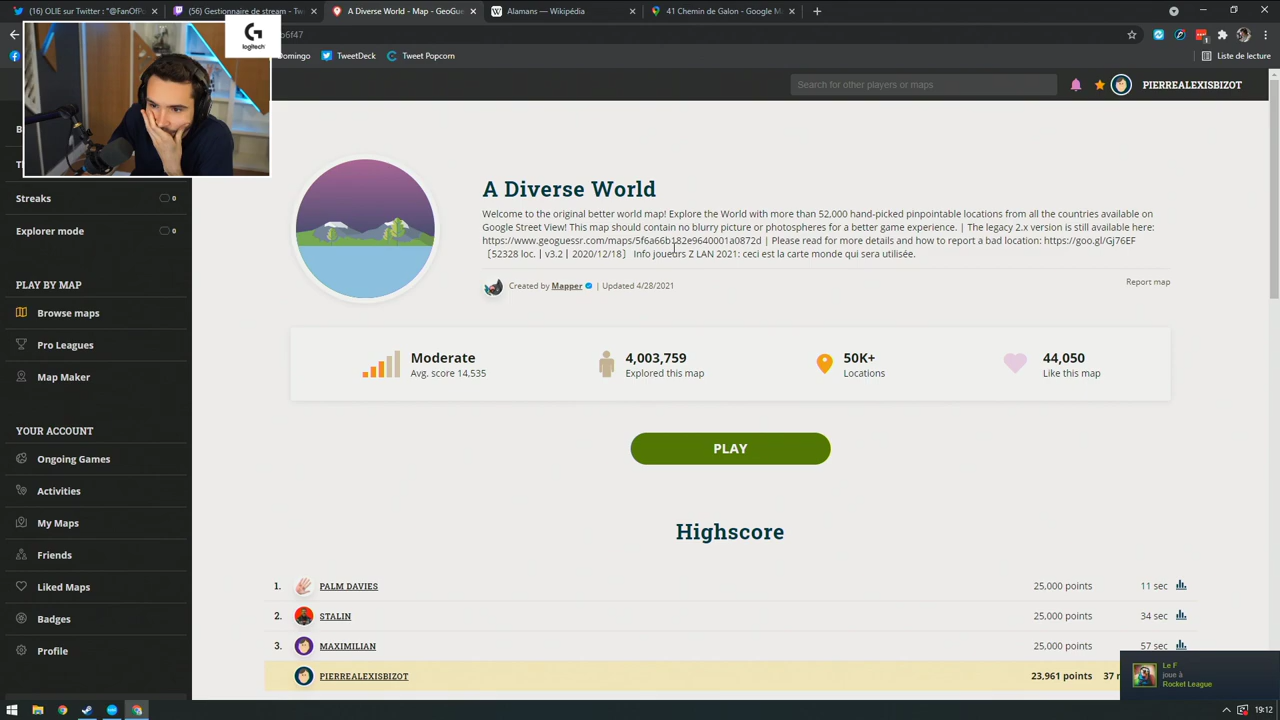 (16) OLIE sur Twitter : "@FanOfPo
(56) Gestionnaire de stream -
A Diverse World - Map - GeoGue
Alamans — Wikipédia
41 Chemin de Galon - Google M
logitech
Domingo
TweetDeck
Tweet Popcorn
Liste de lecture
Search for other players or maps
PIERREALEXISBIZOT
Streaks
0
Explorer mode
0
PLAY BY MAP
Browse maps
Pro Leagues
Map Maker
YOUR ACCOUNT
Ongoing Games
Activities
My Maps
Friends
Liked Maps
Badges
Profile
A Diverse World
Welcome to the original better world map! Explore the World with more than 52,000 hand-picked pinpointable locations from all the countries available on
Google Street View! This map should contain no blurry picture or photospheres for a better game experience. | The legacy 2.x version is still available here:
https://www.geoguessr.com/maps/5f6a66b182e9640001a0872d | Please read for more details and how to report a bad location: https://goo.gl/Gj76EF
[52328 loc. | v3.2 | 2020/12/18] Info joueurs Z LAN 2021: ceci est la carte monde qui sera utilisée.
Created by Mapper | Updated 4/28/2021
Report map
Moderate
Avg. score 14,535
4,003,759
Explored this map
50K+
Locations
44,050
Like this map
PLAY
Highscore
1. PALM DAVIES 25,000 points 11 sec
2. STALIN 25,000 points 34 sec
3. MAXIMILIAN 25,000 points 57 sec
PIERREALEXISBIZOT 23,961 points 37
Le F
joue à
Rocket League
19:12